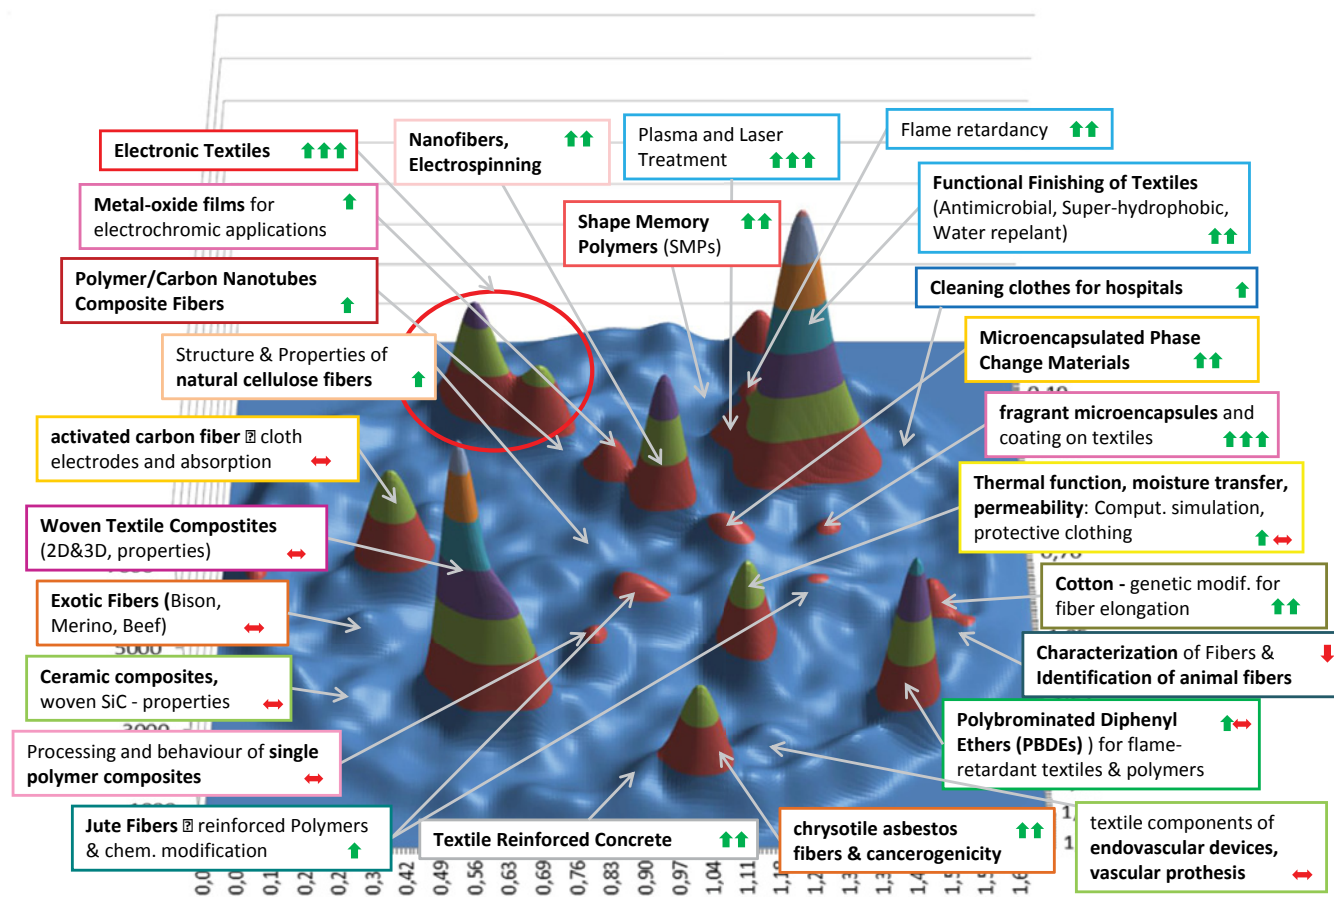 Electronic Textiles
Nanofibers,
Electrospinning
Plasma and Laser
Treatment
Flame retardancy
Metal-oxide films for
electrochromic applications
Shape Memory
Polymers (SMPs)
Functional Finishing of Textiles
(Antimicrobial, Super-hydrophobic,
Water repelant)
Polymer/Carbon Nanotubes
Composite Fibers
Cleaning clothes for hospitals
Structure & Properties of
natural cellulose fibers
Microencapsulated Phase
Change Materials
activated carbon fiber cloth
electrodes and absorption
fragrant microencapsules and
coating on textiles
Thermal function, moisture transfer,
permeability: Comput. simulation,
protective clothing
Woven Textile Compostites
(2D&3D, properties)
Exotic Fibers (Bison,
Merino, Beef)
Cotton - genetic modif. for
fiber elongation
5000
Ceramic composites,
woven SiC - properties
Characterization of Fibers &
Identification of animal fibers
Processing and behaviour of single
polymer composites
Polybrominated Diphenyl
Ethers (PBDEs) ) for flame-
retardant textiles & polymers
Jute Fibers reinforced Polymers
& chem. modification
Textile Reinforced Concrete
chrysotile asbestos
fibers & cancerogenicity
textile components of
endovascular devices,
vascular prothesis
0,42
0,49
0,56
0,63
0,69
0,76
0,83
0,90
0,97
1,04
1,11